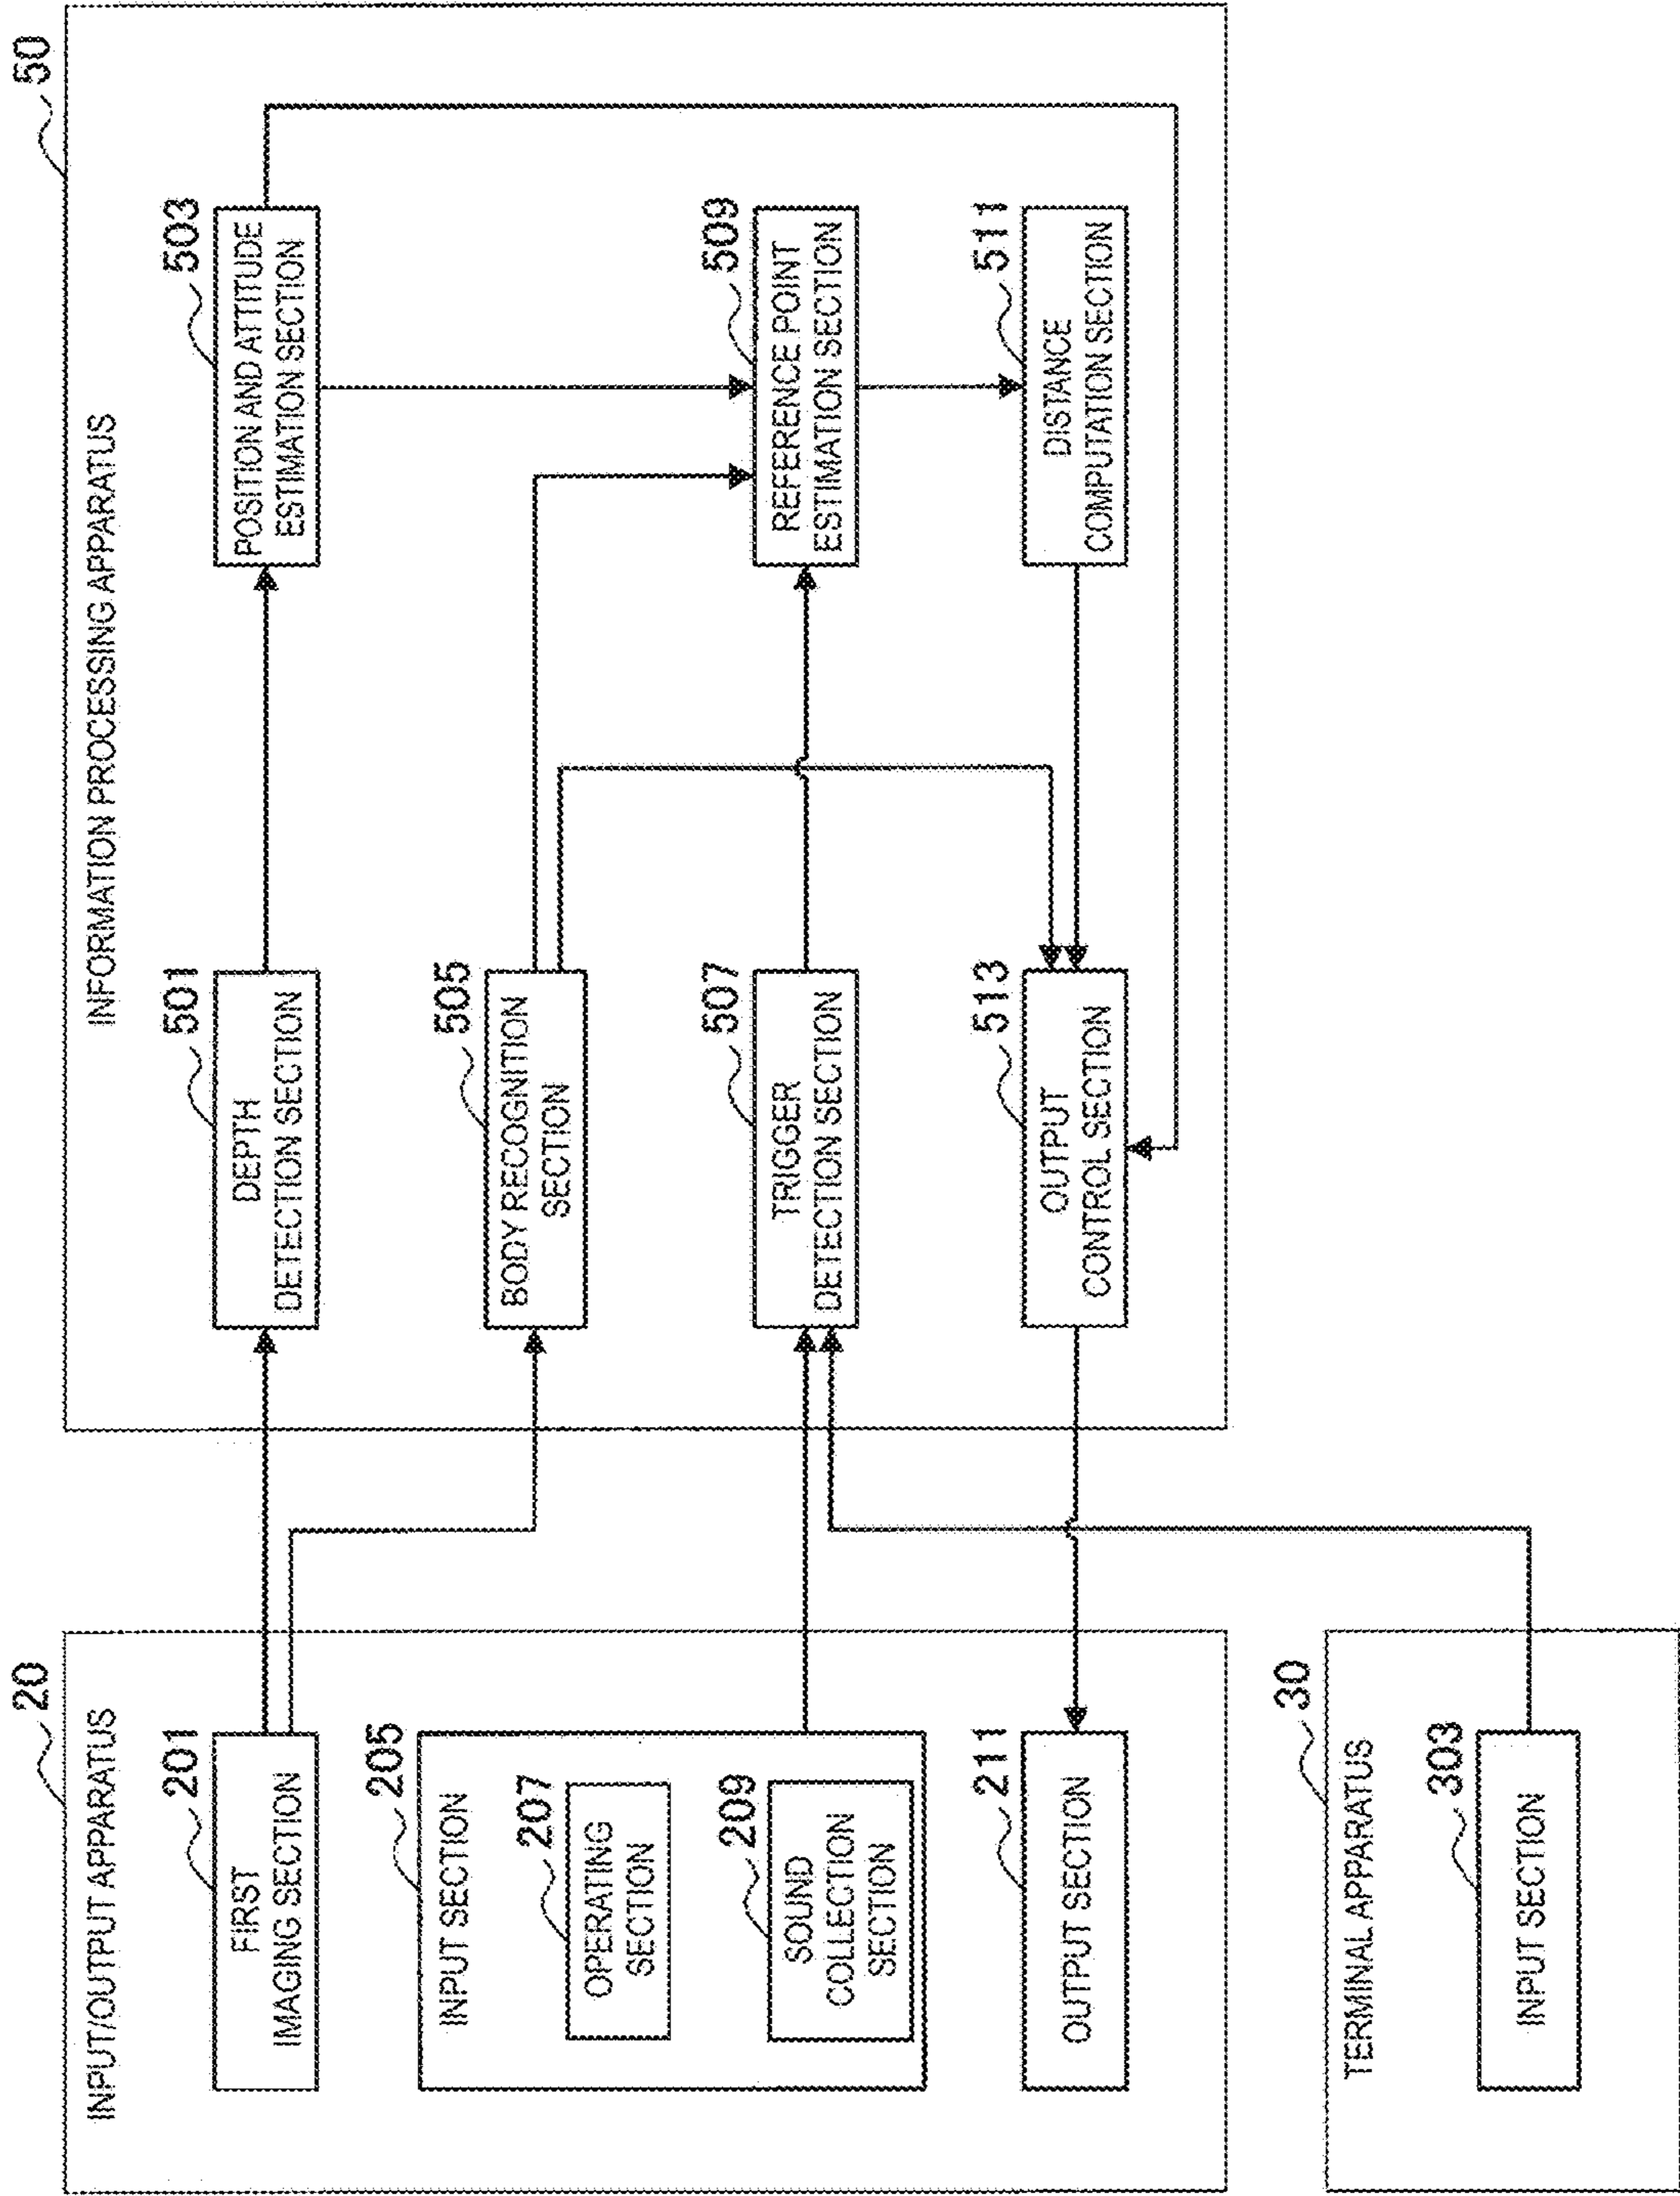 20
INPUT/OUTPUT APPARATUS
201
FIRST
IMAGING SECTION
205
INPUT SECTION
207
OPERATING
SECTION
209
SOUND
COLLECTION
SECTION
211
OUTPUT SECTION
30
TERMINAL APPARATUS
303
INPUT SECTION
50
INFORMATION PROCESSING APPARATUS
501
DEPTH
DETECTION SECTION
503
POSITION AND ATTITUDE
ESTIMATION SECTION
505
BODY RECOGNITION
SECTION
507
TRIGGER
DETECTION SECTION
509
REFERENCE POINT
ESTIMATION SECTION
513
OUTPUT
CONTROL SECTION
511
DISTANCE
COMPUTATION SECTION